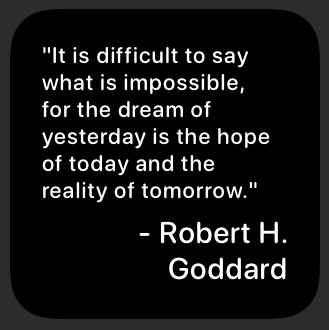 "It is difficult to say
what is impossible,
for the dream of
yesterday is the hope
of today and the
reality of tomorrow."
- Robert H.
Goddard